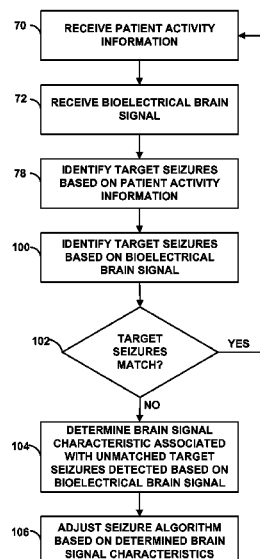 70
RECEIVE PATIENT ACTIVITY
INFORMATION
72
RECEIVE BIOELECTRICAL BRAIN
SIGNAL
78
IDENTIFY TARGET SEIZURES
BASED ON PATIENT ACTIVITY
INFORMATION
100
IDENTIFY TARGET SEIZURES
BASED ON BIOELECTRICAL
BRAIN SIGNAL
102
TARGET
SEIZURES
MATCH?
YES
NO
104
DETERMINE BRAIN SIGNAL
CHARACTERISTIC ASSOCIATED
WITH UNMATCHED TARGET
SEIZURES DETECTED BASED ON
BIOELECTRICAL BRAIN SIGNAL
106
ADJUST SEIZURE ALGORITHM
BASED ON DETERMINED BRAIN
SIGNAL CHARACTERISTICS